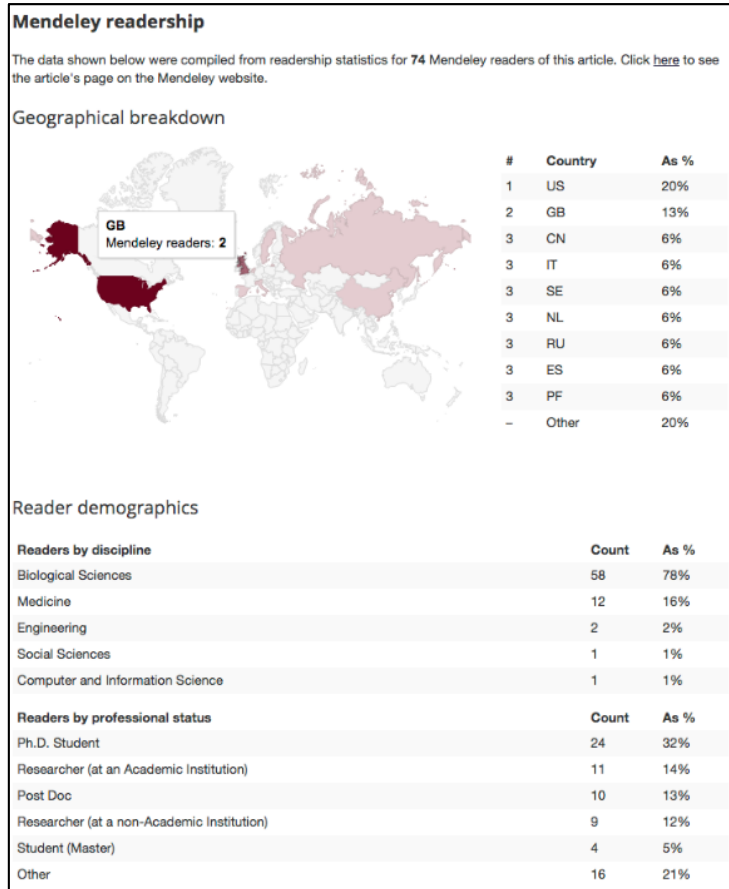 Mendeley readership
The data shown below were compiled from readership statistics for 74 Mendeley readers of this article. Click here to see
the article's page on the Mendeley website.
Geographical breakdown
GB
Mendeley readers: 2
# Country As %
1 US 20%
2 GB 13%
3 CN 6%
3 IT 6%
3 SE 6%
3 NL 6%
3 RU 6%
3 ES 6%
3 PF 6%
– Other 20%
Reader demographics
Readers by discipline Count As %
Biological Sciences 58 78%
Medicine 12 16%
Engineering 2 2%
Social Sciences 1 1%
Computer and Information Science 1 1%
Readers by professional status Count As %
Ph.D. Student 24 32%
Researcher (at an Academic Institution) 11 14%
Post Doc 10 13%
Researcher (at a non-Academic Institution) 9 12%
Student (Master) 4 5%
Other 16 21%